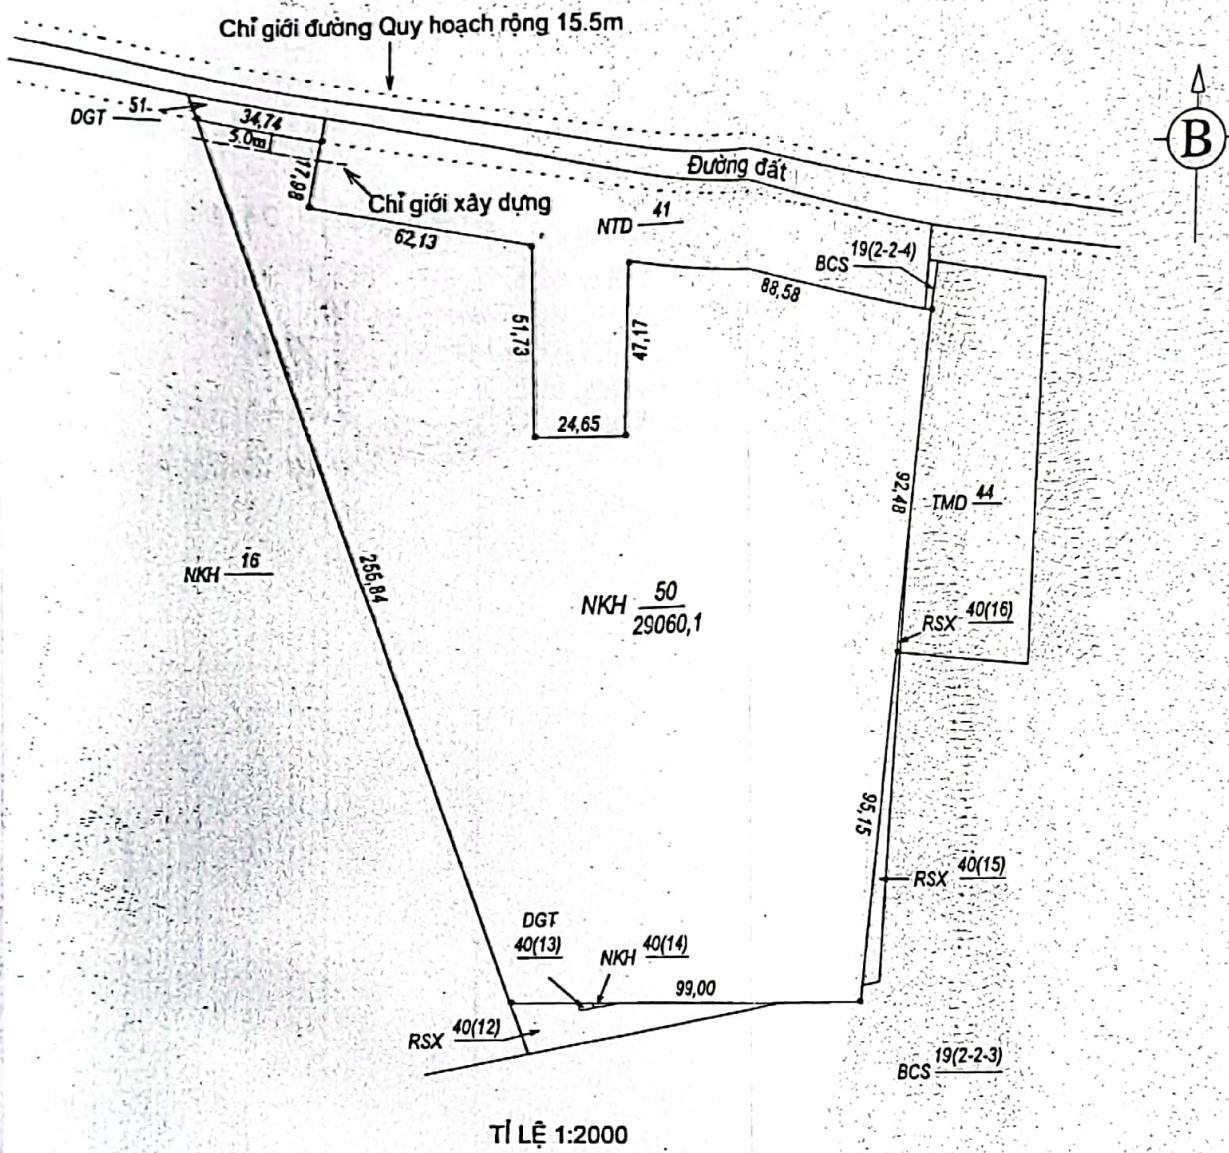 Chỉ giới đường Quy hoạch rộng 15.5m
B
DGT 51
34,74
5.0m
17,98
Chỉ giới xây dựng
Đường đất
62,13
NTD 41
BCS 19(2-2-4)
88,58
51,73
47,17
24,65
92,48
TMD 44
NKH 16
255,84
NKH 50
29060,1
RSX 40(16)
95,15
RSX 40(15)
DGT
40(13)
NKH 40(14)
99,00
RSX 40(12)
BCS 19(2-2-3)
TỈ LỆ 1:2000